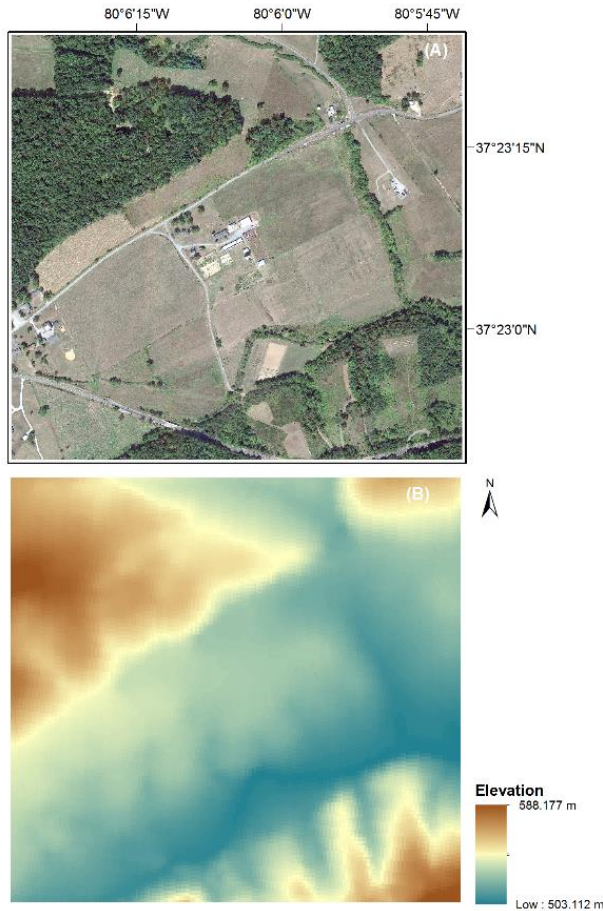 80°6'15"W 80°6'0"W 80°5'45"W
(A)
37°23'15"N
37°23'0"N
(B)
N
Elevation
588.177 m
Low : 503.112 m